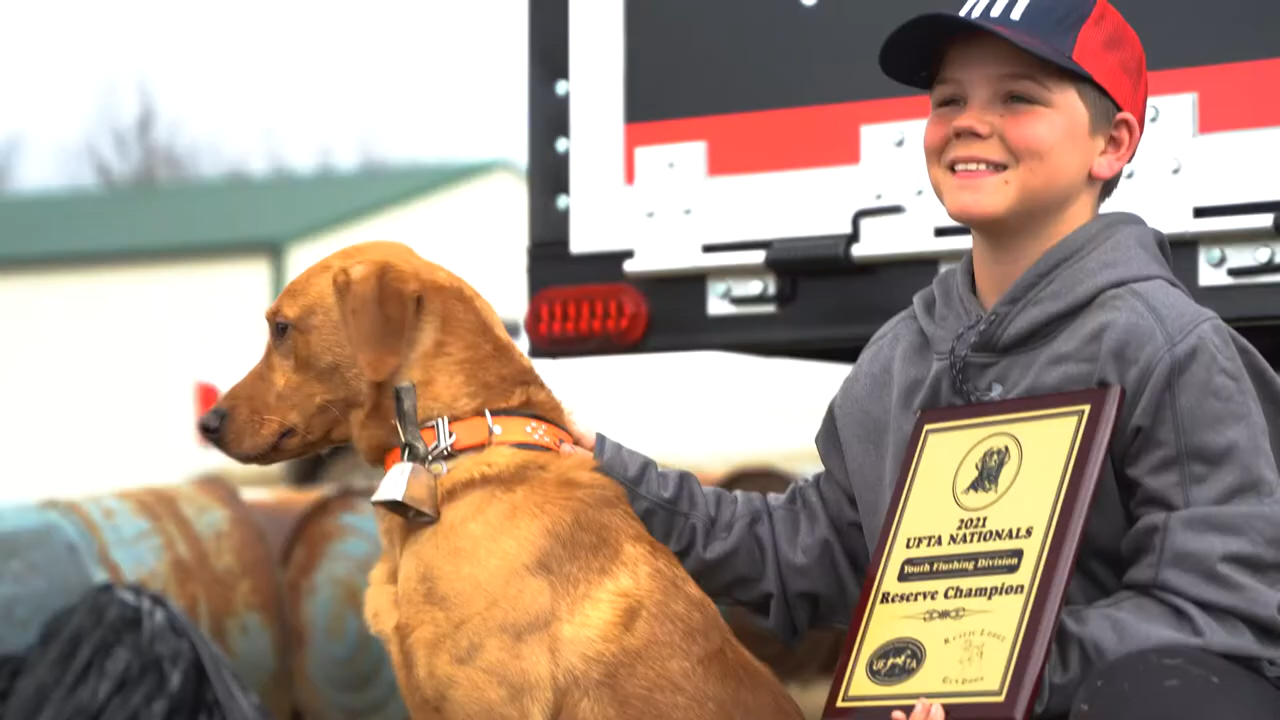 2021
UFTA NATIONALS
Youth Flushing Division
Reserve Champion
UFTA